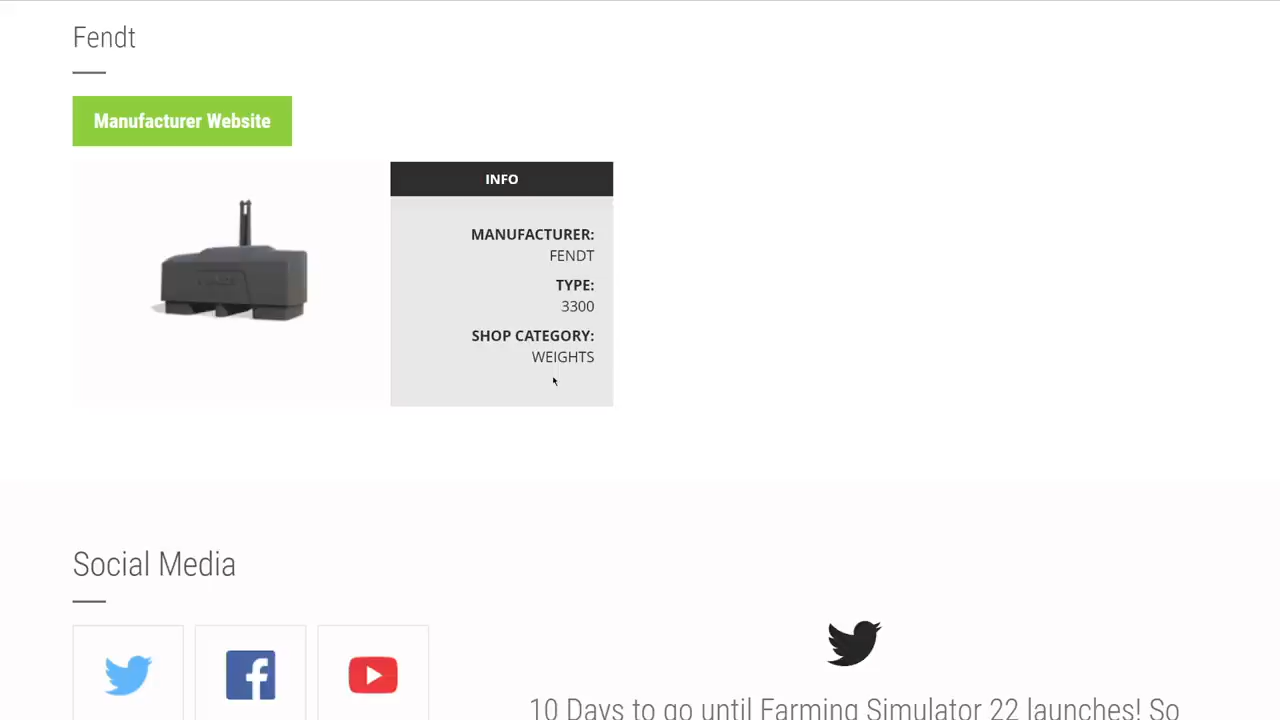 Fendt
Manufacturer Website
INFO
MANUFACTURER:
FENDT
TYPE:
3300
SHOP CATEGORY:
WEIGHTS
Social Media
10 Days to go until Farming Simulator 22 launches! So